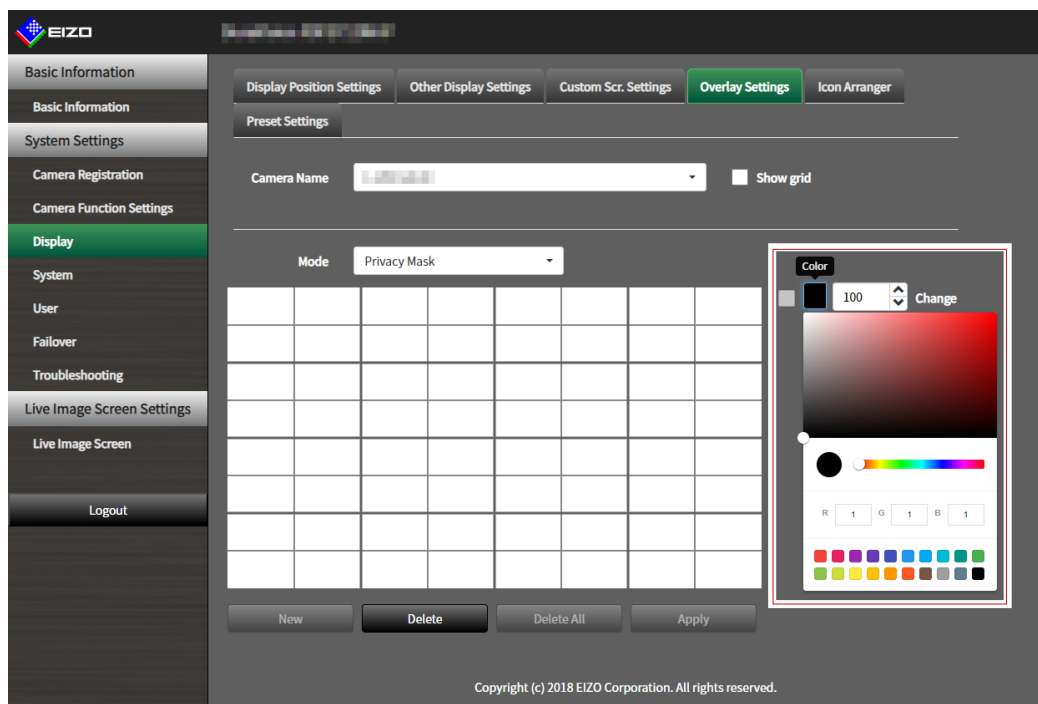 EIZO
Basic Information
Basic Information
System Settings
Camera Registration
Camera Function Settings
Display
System
User
Failover
Troubleshooting
Live Image Screen Settings
Live Image Screen
Logout
Display Position Settings Other Display Settings Custom Scr. Settings Overlay Settings Icon Arranger
Preset Settings
Camera Name Show grid
Mode Privacy Mask
Color
100 Change
R 1 G 1 B 1
New Delete Delete All Apply
Copyright (c) 2018 EIZO Corporation. All rights reserved.